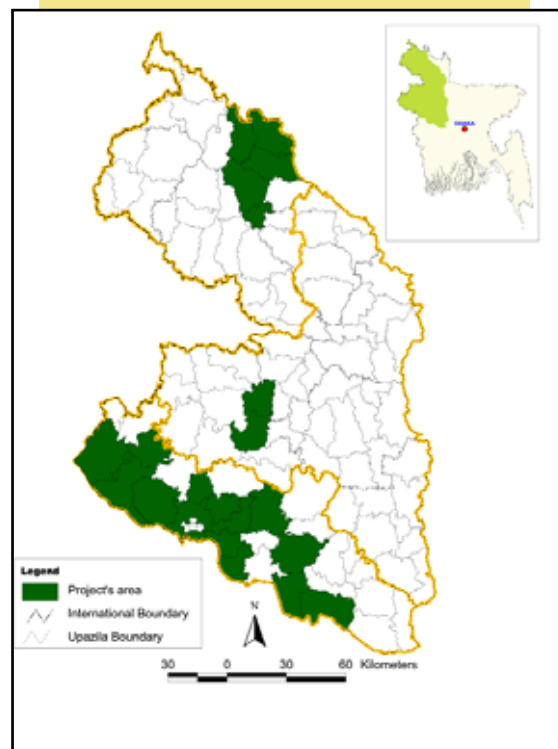 DHAKA
Legend
Project's area
International Boundary
Upazila Boundary
N
30 0 30 60 Kilometers